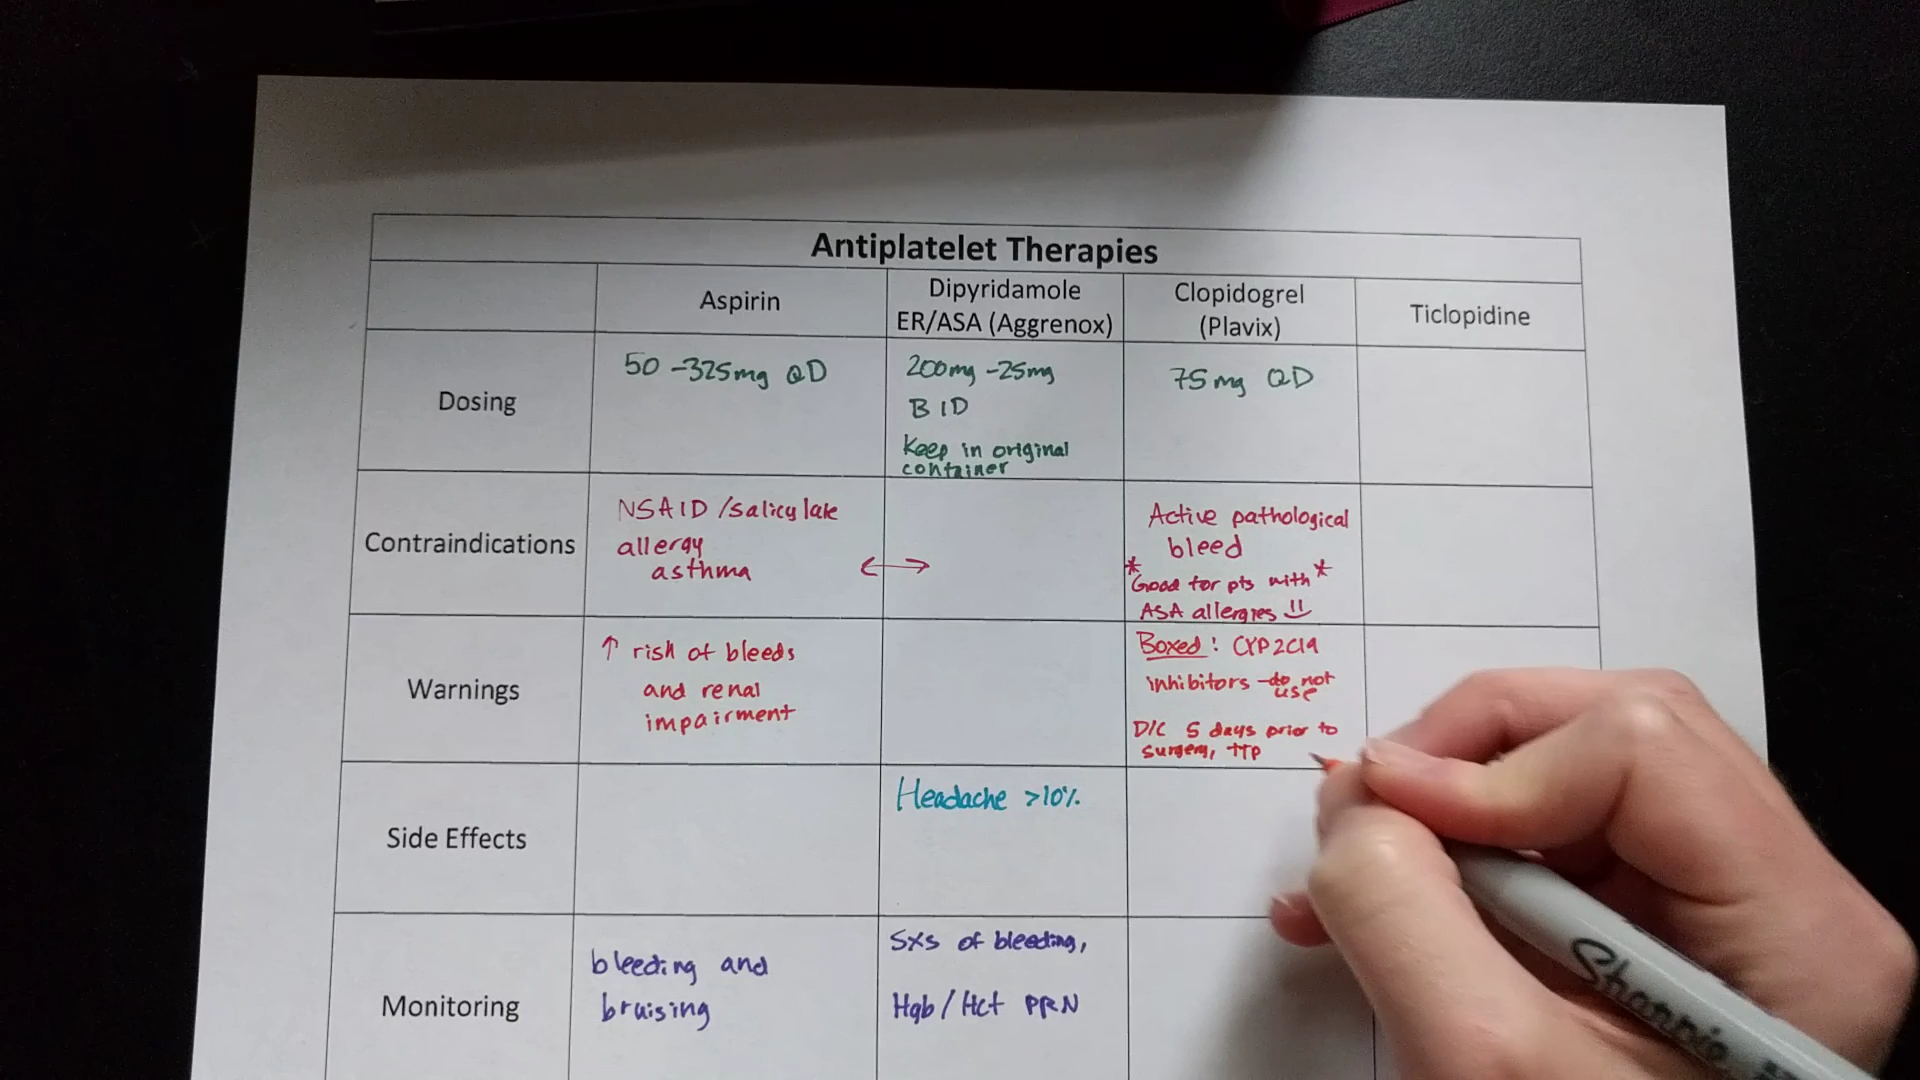 Antiplatelet Therapies
Aspirin
Dipyridamole
ER/ASA (Aggrenox)
Clopidogrel
(Plavix)
Ticlopidine
Dosing
50-325mg QD
200mg-25mg
BID
Keep in original
container
75mg QD
Contraindications
NSAID/Salicylate
allergy
asthma
↔
Active pathological
bleed
* Good for pts with *
ASA allergies
Warnings
↑ risk of bleeds
and renal
impairment
Boxed: CYP2C19
inhibitors - do not
use
D/C 5 days prior to
surgery, TTP
Side Effects
Headache >10%
Monitoring
bleeding and
bruising
Sxs of bleeding,
Hgb/Hct PRN
Sharpie